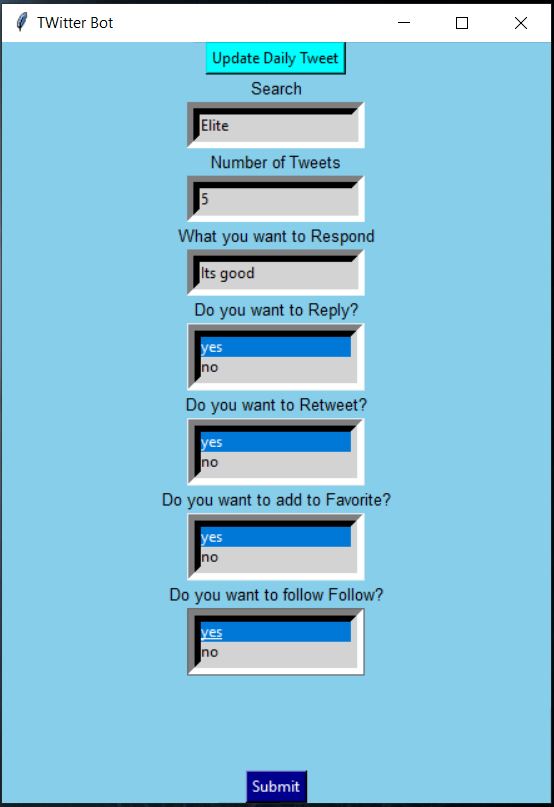 TWitter Bot
Update Daily Tweet
Search
Elite
Number of Tweets
5
What you want to Respond
Its good
Do you want to Reply?
yes
no
Do you want to Retweet?
yes
no
Do you want to add to Favorite?
yes
no
Do you want to follow Follow?
yes
no
Submit